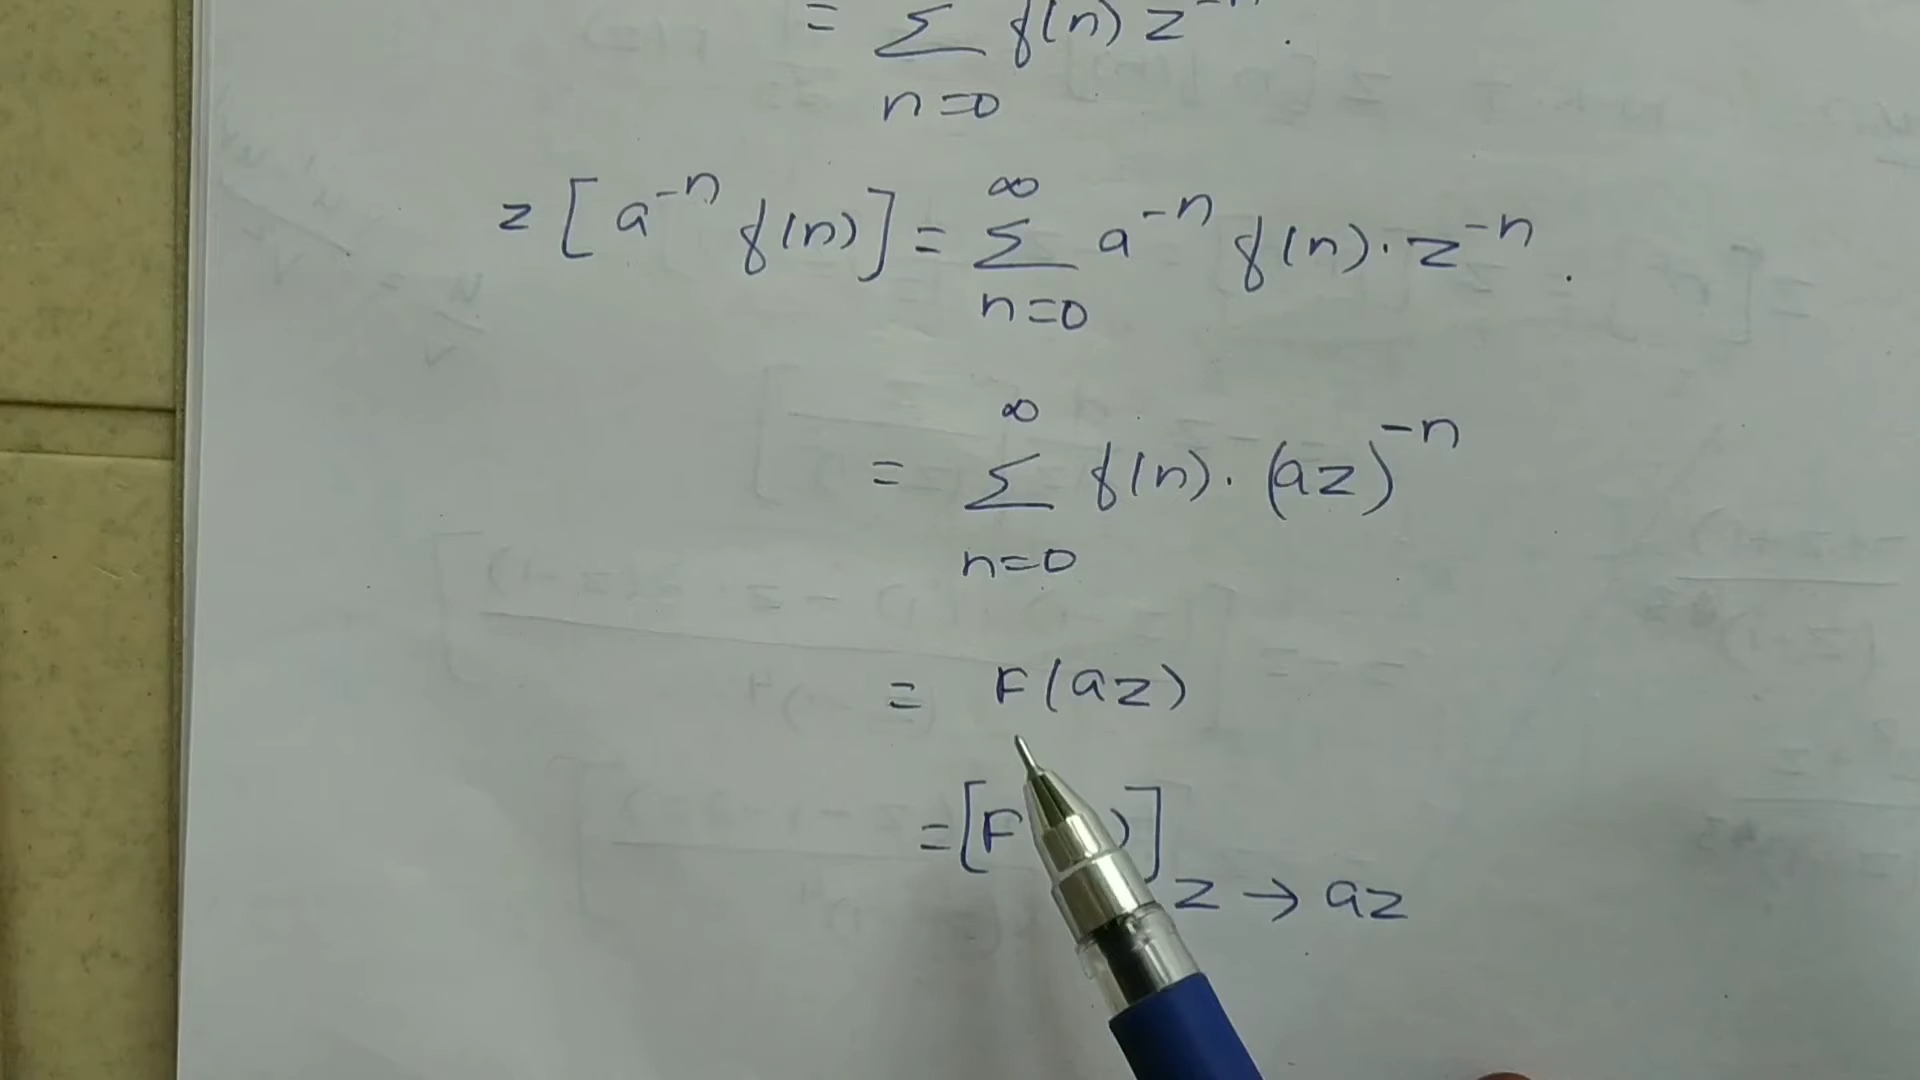 = ∑ f(n) z⁻ⁿ.
n=0
∞
z[a⁻ⁿ f(n)] = ∑ a⁻ⁿ f(n)·z⁻ⁿ.
n=0
∞
= ∑ f(n)·(az)⁻ⁿ
n=0
= F(az)
=[F )] z → az